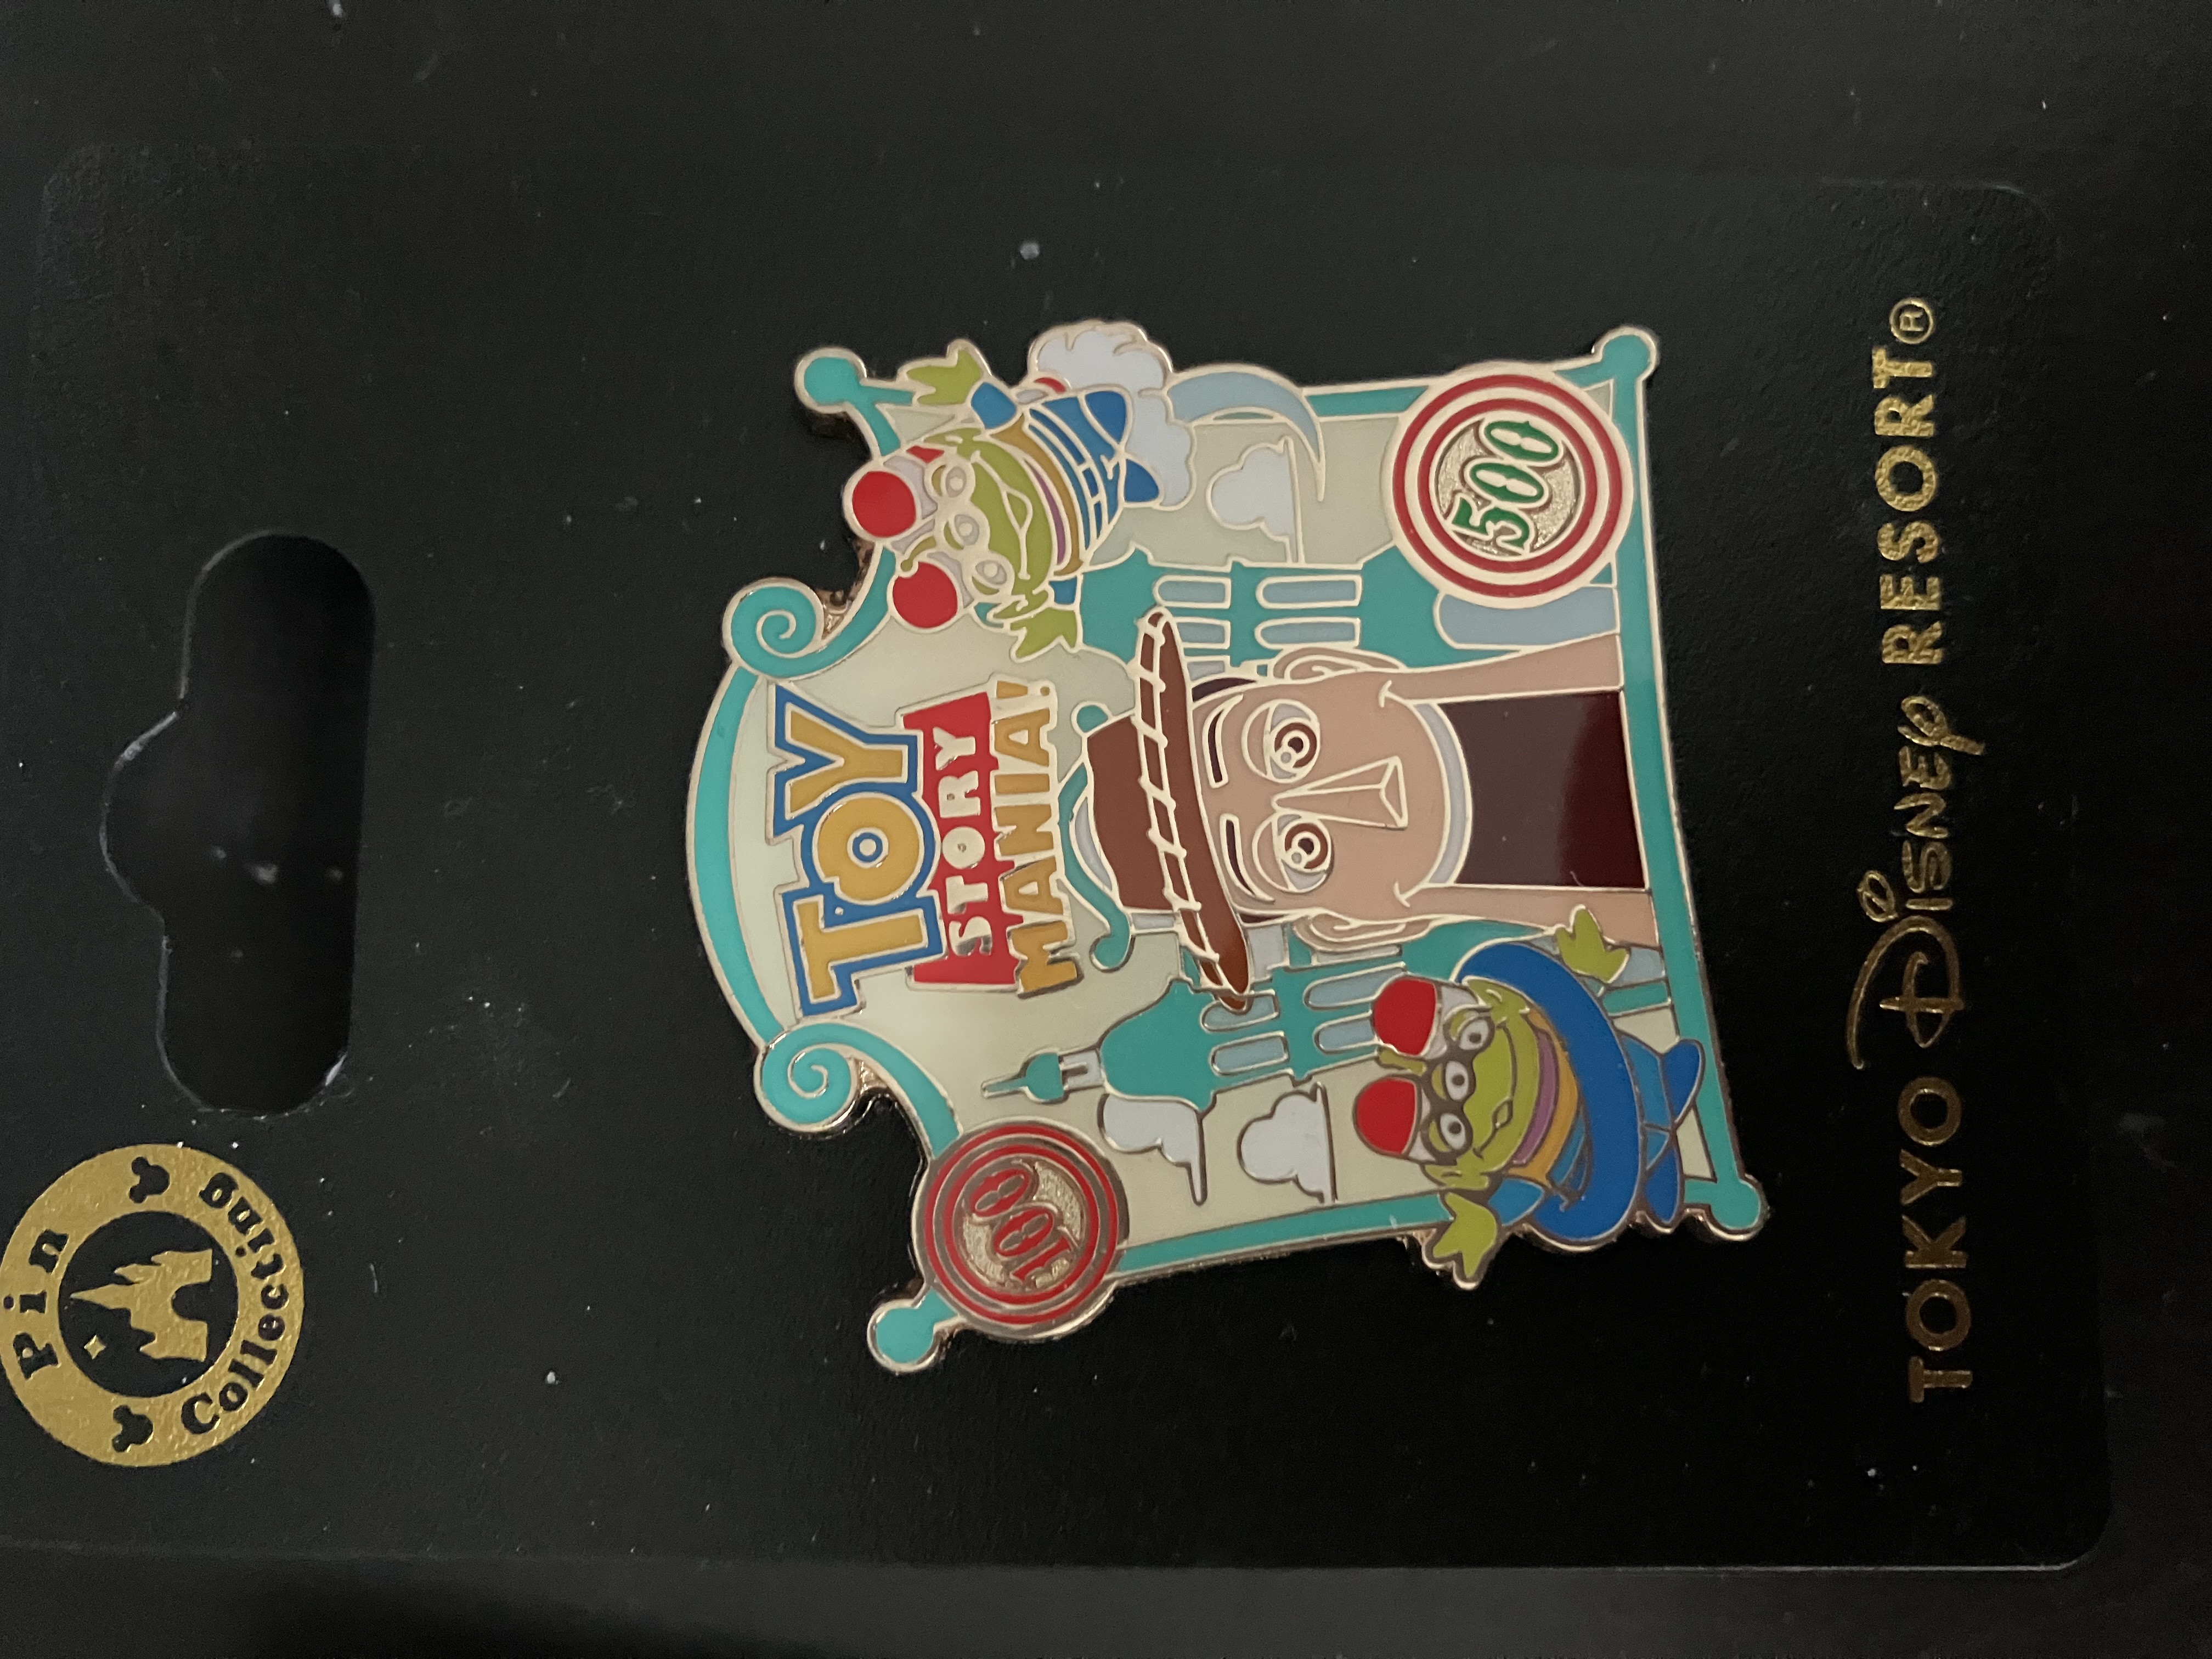 Pin
Collecting
TOY
STORY
MANIA!
100
500
TOKYO DISNEY RESORT®